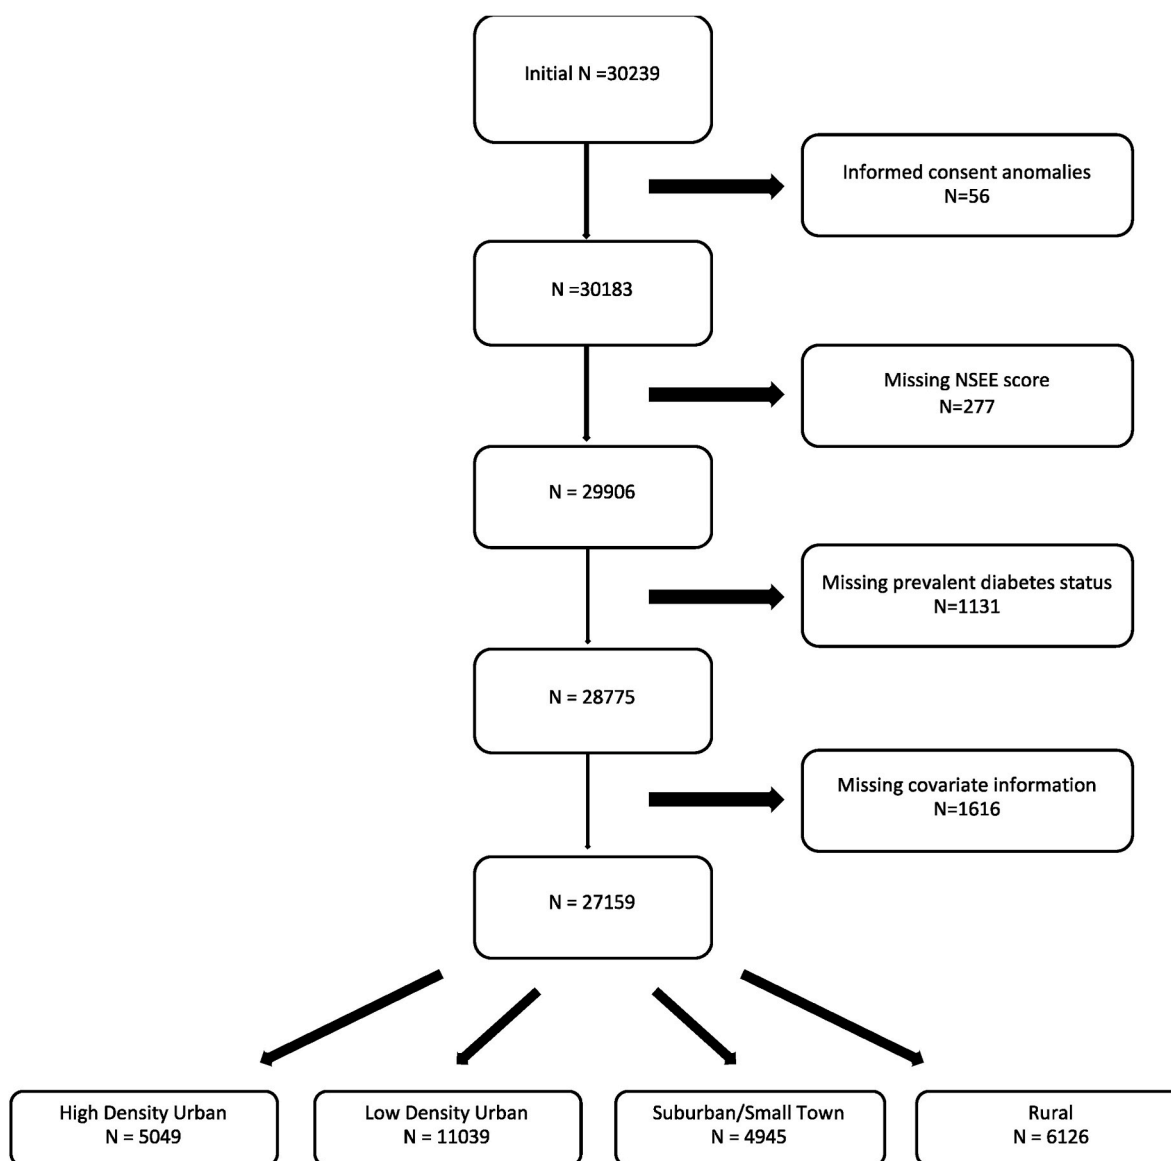 Initial N =30239
Informed consent anomalies
N=56
N =30183
Missing NSEE score
N=277
N = 29906
Missing prevalent diabetes status
N=1131
N = 28775
Missing covariate information
N=1616
N = 27159
High Density Urban
N = 5049
Low Density Urban
N = 11039
Suburban/Small Town
N = 4945
Rural
N = 6126